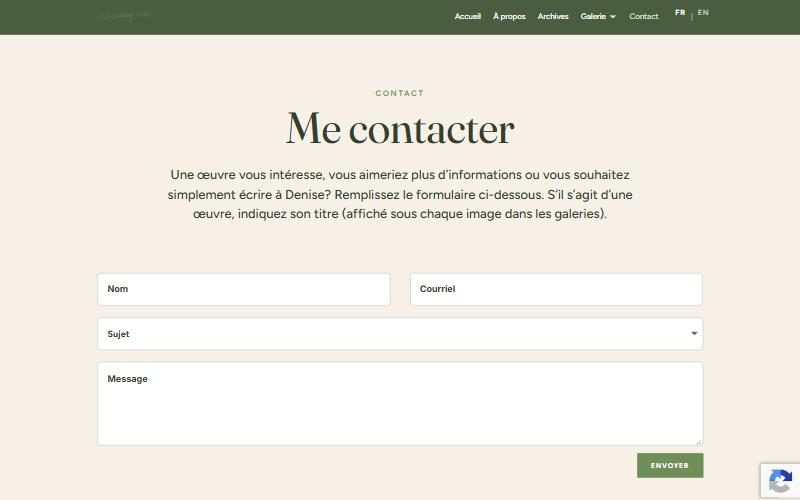 Accueil À propos Archives Galerie Contact FR | EN
CONTACT
Me contacter
Une œuvre vous intéresse, vous aimeriez plus d’informations ou vous souhaitez
simplement écrire à Denise? Remplissez le formulaire ci-dessous. S’il s’agit d’une
œuvre, indiquez son titre (affiché sous chaque image dans les galeries).
Nom Courriel
Sujet
Message
ENVOYER